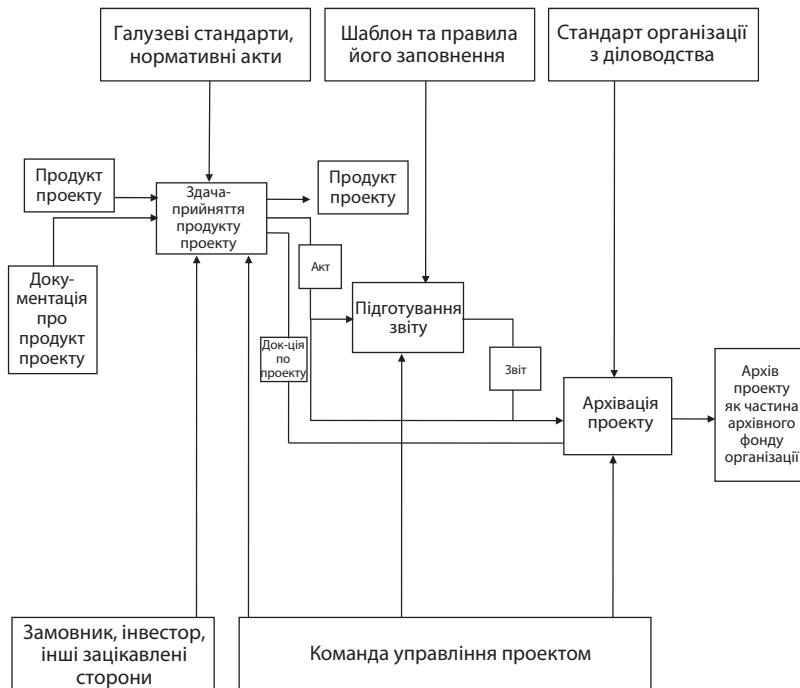 Галузеві стандарти,
нормативні акти
Шаблон та правила
його заповнення
Стандарт організації
з діловодства
Продукт
проекту
Здача-
прийняття
продукту
проекту
Продукт
проекту
Доку-
ментація
про
продукт
проекту
Акт
Підготування
звіту
Док-ція
по
проекту
Звіт
Архівація
проекту
Архів
проекту
як частина
архівного
фонду
організації
Замовник, інвестор,
інші зацікавлені
сторони
Команда управління проектом